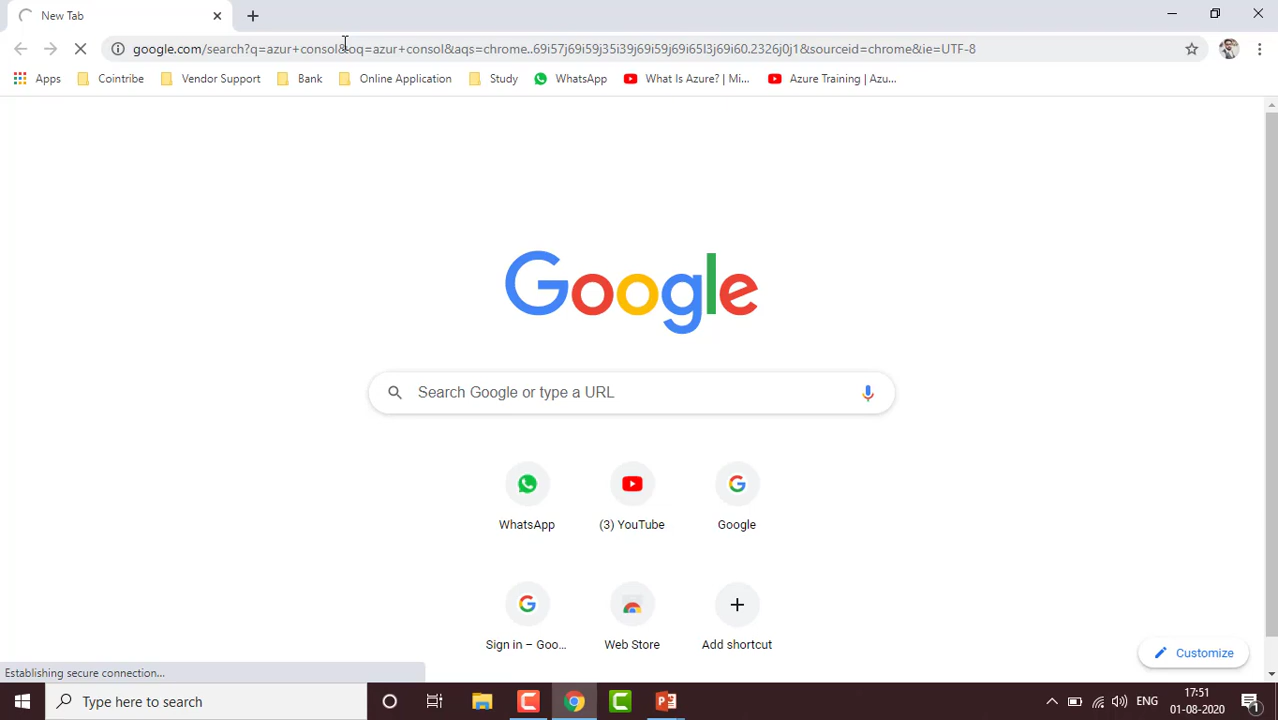 New Tab
google.com/search?q=azur+consol&oq=azur+consol&aqs=chrome..69i57j69i59j35i39j69i59j69i65l3j69i60.2326j0j1&sourceid=chrome&ie=UTF-8
Apps Cointribe Vendor Support Bank Online Application Study WhatsApp What Is Azure? | Mi... Azure Training | Azu...
Google
Search Google or type a URL
WhatsApp (3) YouTube Google
Sign in – Goo... Web Store Add shortcut
Customize
Establishing secure connection...
Type here to search
ENG
17:51
01-08-2020
1